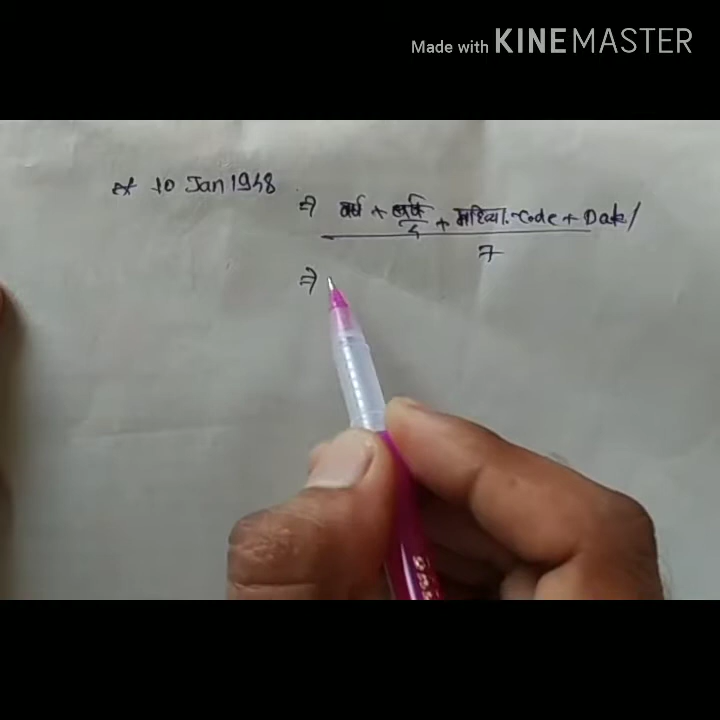 Made with KINEMASTER
* 10 Jan 1948
⇒ वर्ष + वर्ष/4 + महिना.Code + Date/
7
⇒